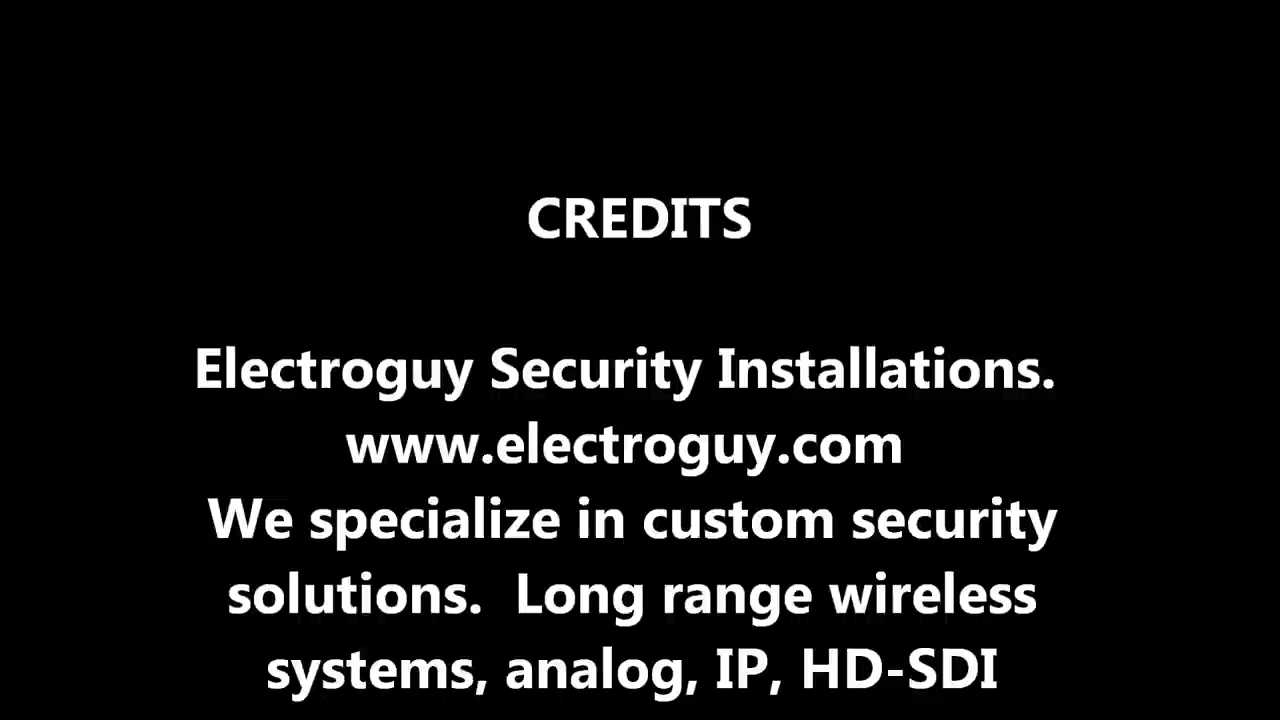 CREDITS
Electroguy Security Installations.
www.electroguy.com
We specialize in custom security
solutions.  Long range wireless
systems, analog, IP, HD-SDI